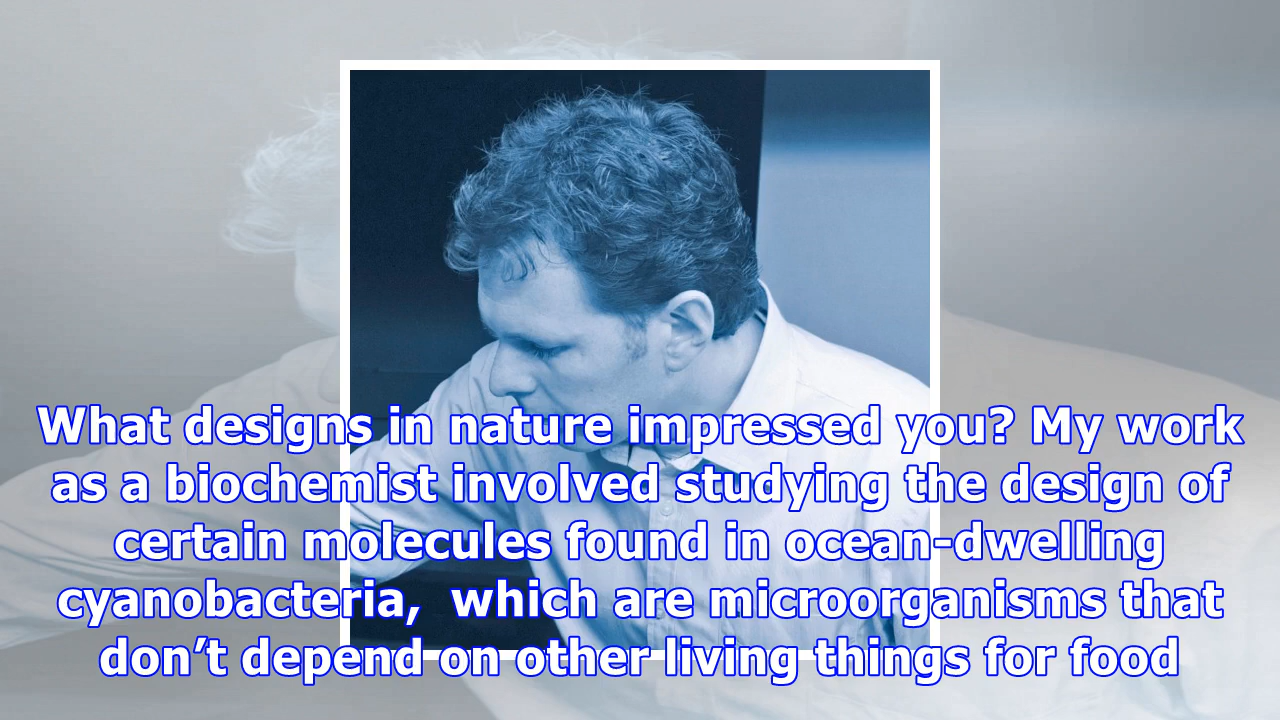 What designs in nature impressed you? My work
as a biochemist involved studying the design of
certain molecules found in ocean-dwelling
cyanobacteria,  which are microorganisms that
don’t depend on other living things for food